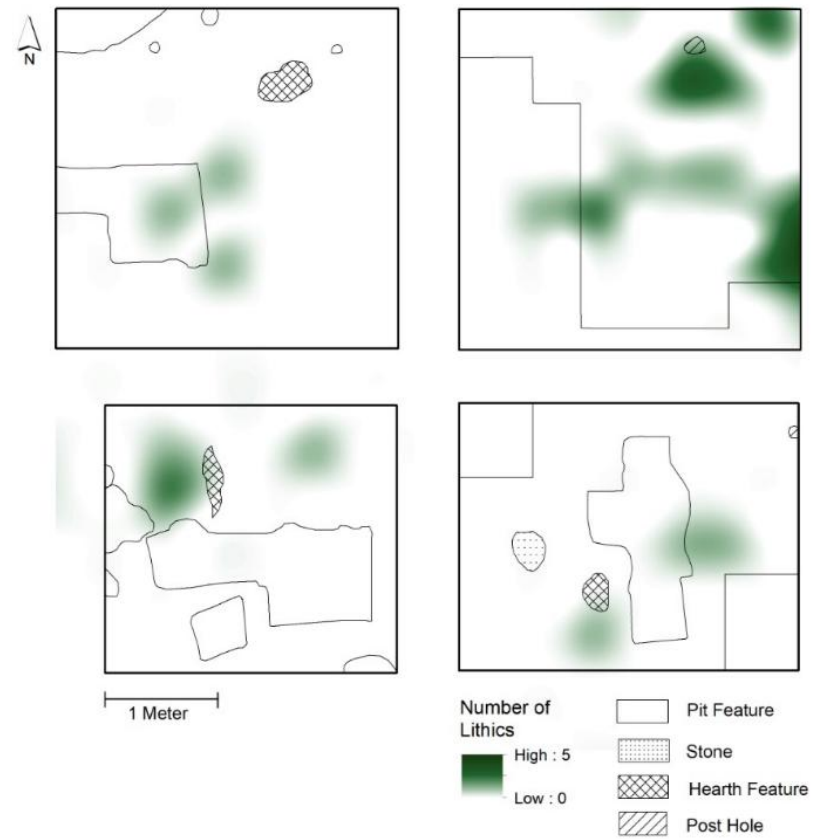 N
1 Meter
Number of
Lithics
High : 5
Low : 0
Pit Feature
Stone
Hearth Feature
Post Hole